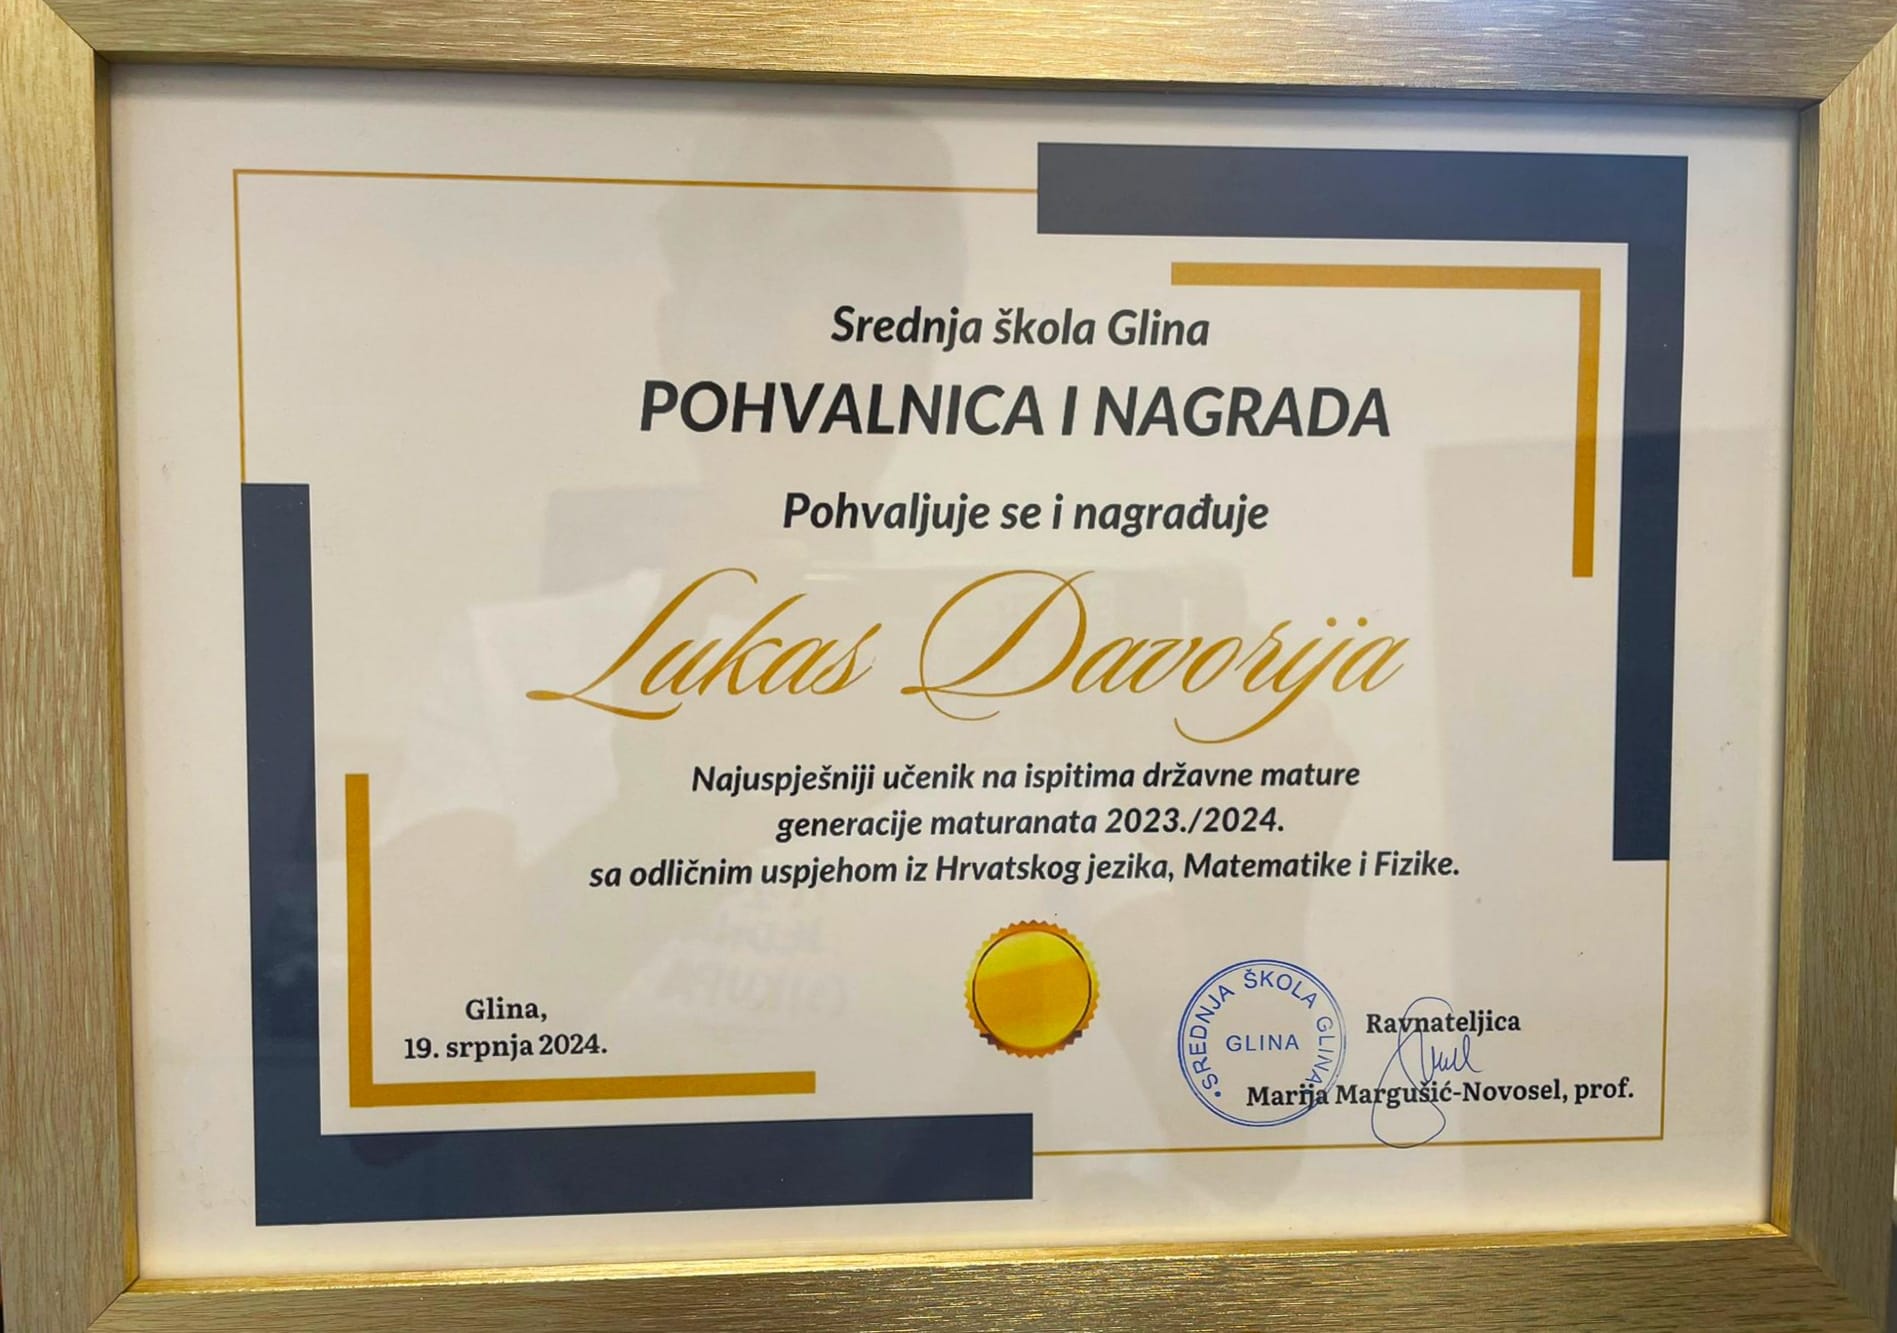 Srednja škola Glina
POHVALNICA I NAGRADA
Pohvaljuje se i nagrađuje
Lukas Davorija
Najuspješniji učenik na ispitima državne mature
generacije maturanata 2023./2024.
sa odličnim uspjehom iz Hrvatskog jezika, Matematike i Fizike.
Glina,
19. srpnja 2024.
SREDNJA ŠKOLA GLINA
GLINA
Ravnateljica
Marija Margušić-Novosel, prof.